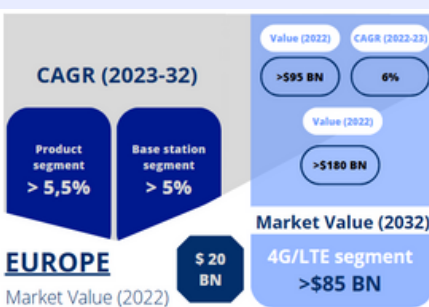 CAGR (2023-32)
Product
segment
> 5,5%
Base station
segment
> 5%
Value (2022)
CAGR (2022-23)
>$95 BN
6%
Value (2022)
>$180 BN
Market Value (2032)
4G/LTE segment
>$85 BN
EUROPE
Market Value (2022)
$ 20
BN